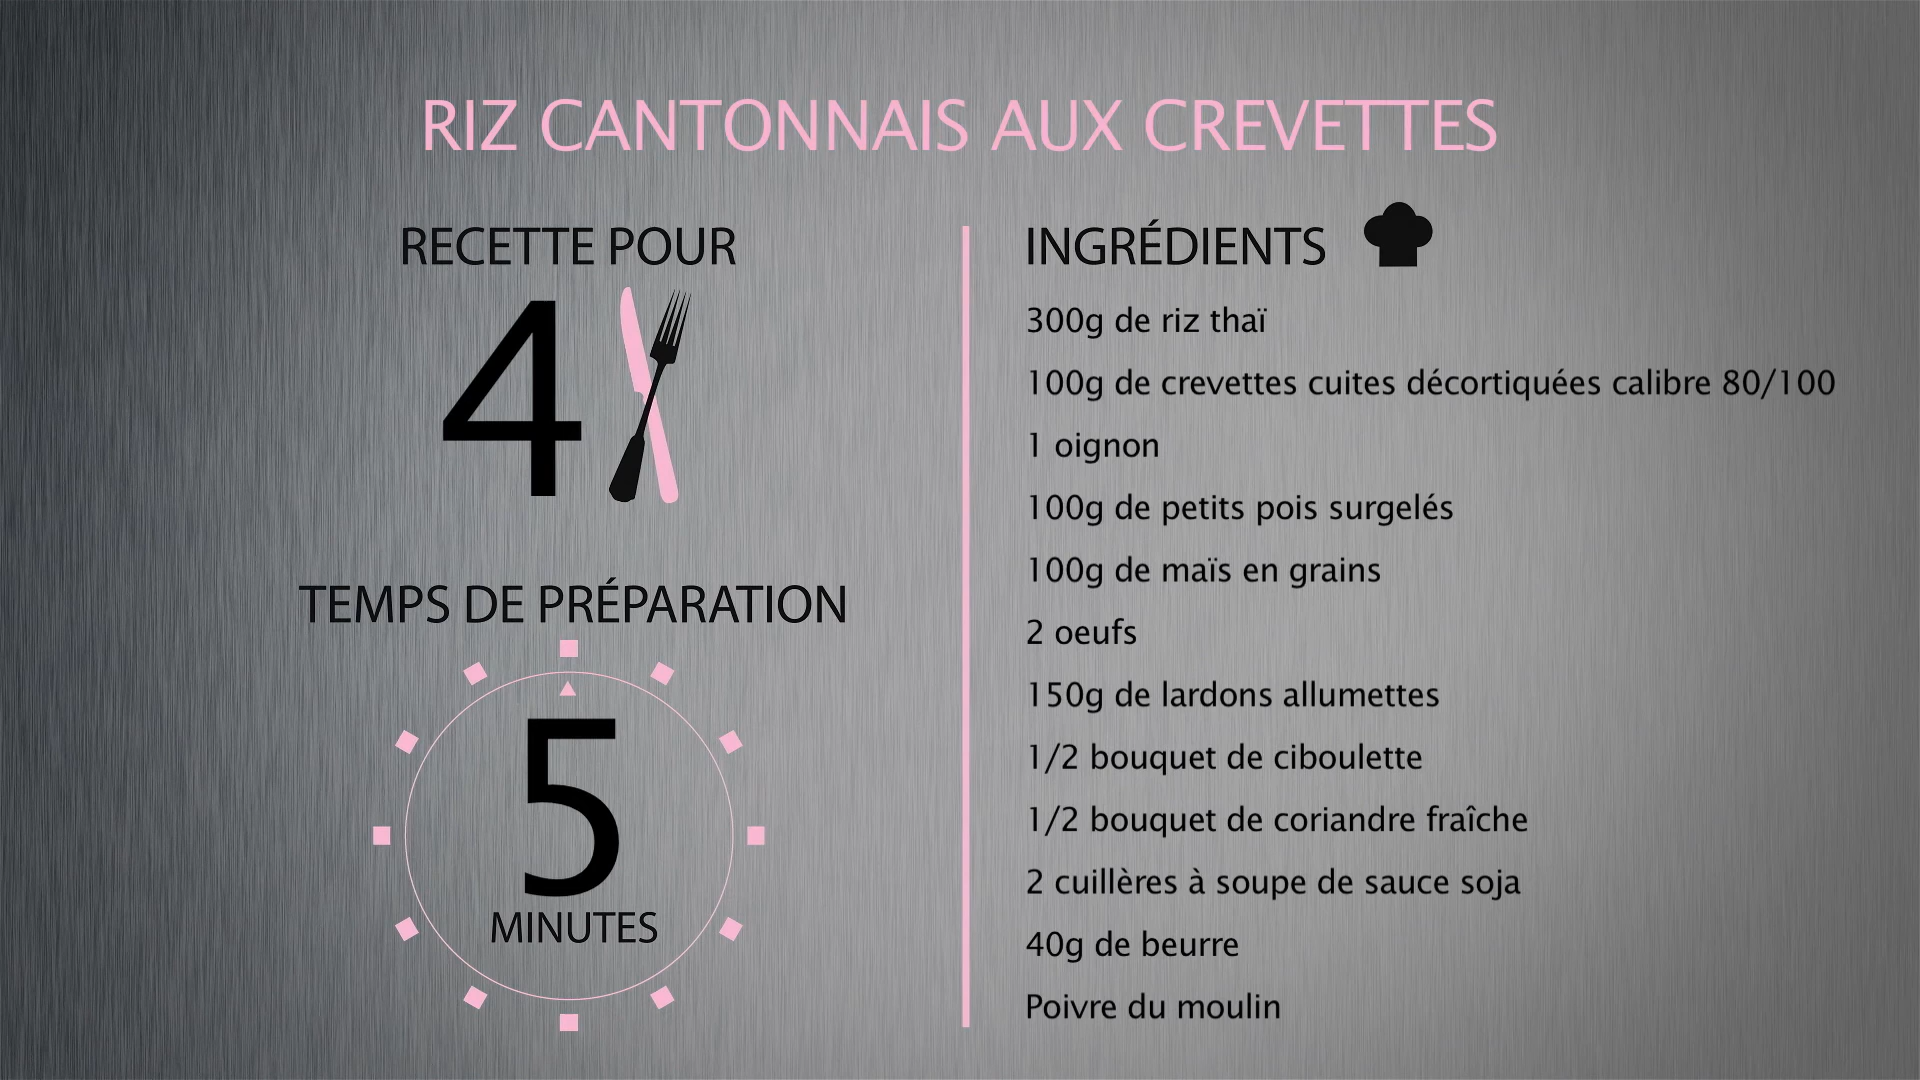 RIZ CANTONNAIS AUX CREVETTES
RECETTE POUR
4
TEMPS DE PRÉPARATION
5
MINUTES
INGRÉDIENTS
300g de riz thaï
100g de crevettes cuites décortiquées calibre 80/100
1 oignon
100g de petits pois surgelés
100g de maïs en grains
2 oeufs
150g de lardons allumettes
1/2 bouquet de ciboulette
1/2 bouquet de coriandre fraîche
2 cuillères à soupe de sauce soja
40g de beurre
Poivre du moulin